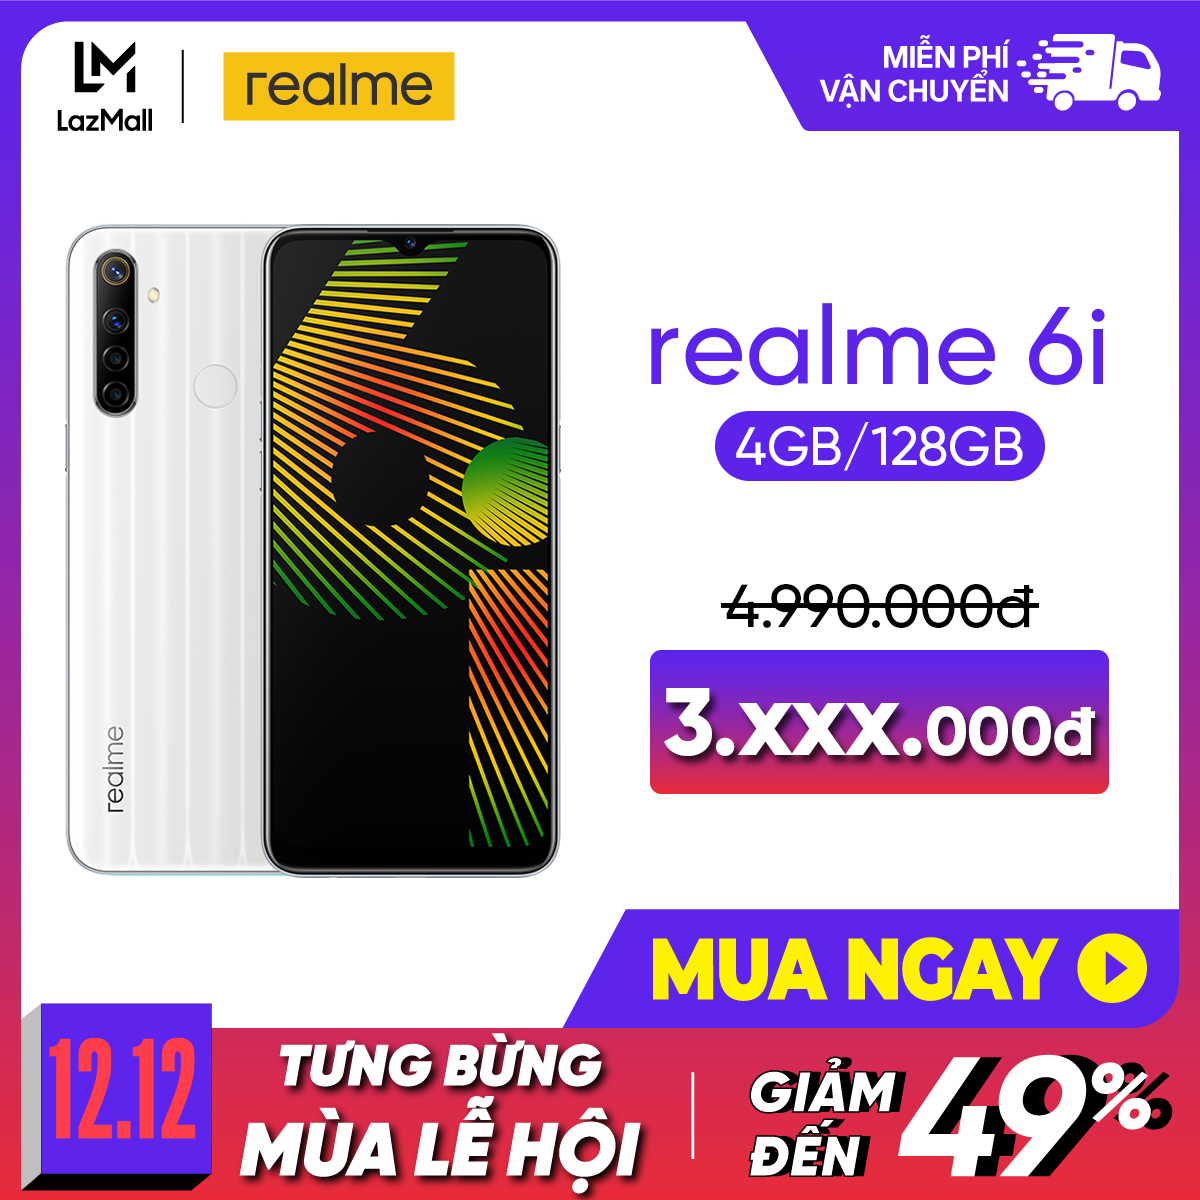 LM
LazMall
realme
MIỄN PHÍ
VẬN CHUYỂN
realme
realme 6i
4GB/128GB
4.990.000đ
3.xxx.000đ
MUA NGAY
12.12
TƯNG BỪNG
MÙA LỄ HỘI
GIẢM
ĐẾN
49%